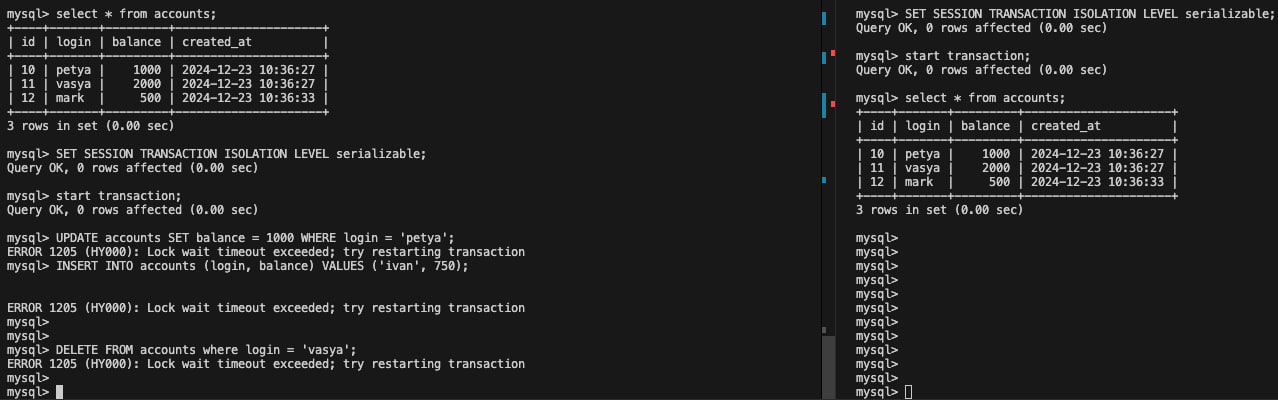 mysql> select * from accounts;
+----+-------+---------+---------------------+
| id | login | balance | created_at          |
+----+-------+---------+---------------------+
| 10 | petya |    1000 | 2024-12-23 10:36:27 |
| 11 | vasya |    2000 | 2024-12-23 10:36:27 |
| 12 | mark  |     500 | 2024-12-23 10:36:33 |
+----+-------+---------+---------------------+
3 rows in set (0.00 sec)
mysql> SET SESSION TRANSACTION ISOLATION LEVEL serializable;
Query OK, 0 rows affected (0.00 sec)
mysql> start transaction;
Query OK, 0 rows affected (0.00 sec)
mysql> UPDATE accounts SET balance = 1000 WHERE login = 'petya';
ERROR 1205 (HY000): Lock wait timeout exceeded; try restarting transaction
mysql> INSERT INTO accounts (login, balance) VALUES ('ivan', 750);
ERROR 1205 (HY000): Lock wait timeout exceeded; try restarting transaction
mysql>
mysql>
mysql> DELETE FROM accounts where login = 'vasya';
ERROR 1205 (HY000): Lock wait timeout exceeded; try restarting transaction
mysql>
mysql>
mysql> SET SESSION TRANSACTION ISOLATION LEVEL serializable;
Query OK, 0 rows affected (0.00 sec)
mysql> start transaction;
Query OK, 0 rows affected (0.00 sec)
mysql> select * from accounts;
+----+-------+---------+---------------------+
| id | login | balance | created_at          |
+----+-------+---------+---------------------+
| 10 | petya |    1000 | 2024-12-23 10:36:27 |
| 11 | vasya |    2000 | 2024-12-23 10:36:27 |
| 12 | mark  |     500 | 2024-12-23 10:36:33 |
+----+-------+---------+---------------------+
3 rows in set (0.00 sec)
mysql>
mysql>
mysql>
mysql>
mysql>
mysql>
mysql>
mysql>
mysql>
mysql>
mysql>
mysql>